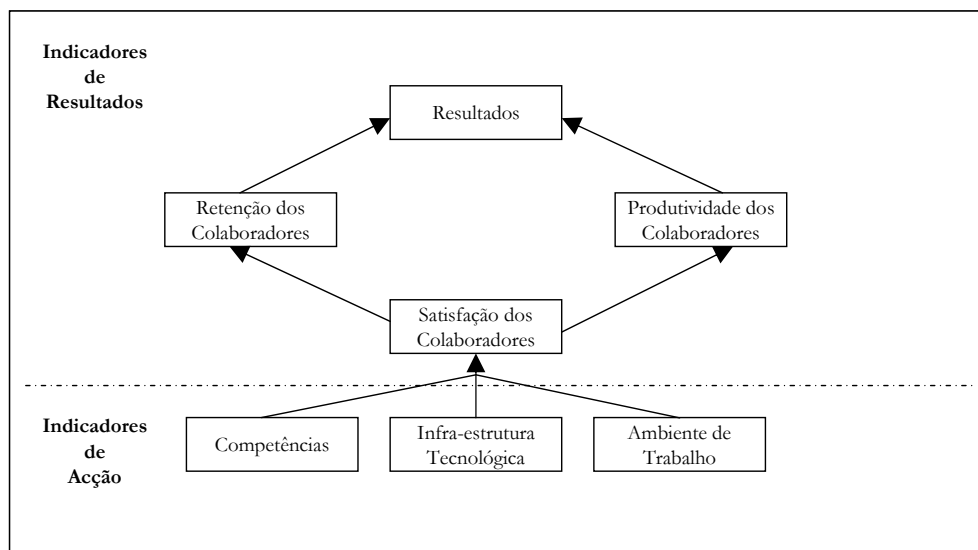 Indicadores
de
Resultados
Resultados
Retenção dos
Colaboradores
Produtividade dos
Colaboradores
Satisfação dos
Colaboradores
Indicadores
de
Acção
Competências
Infra-estrutura
Tecnológica
Ambiente de
Trabalho